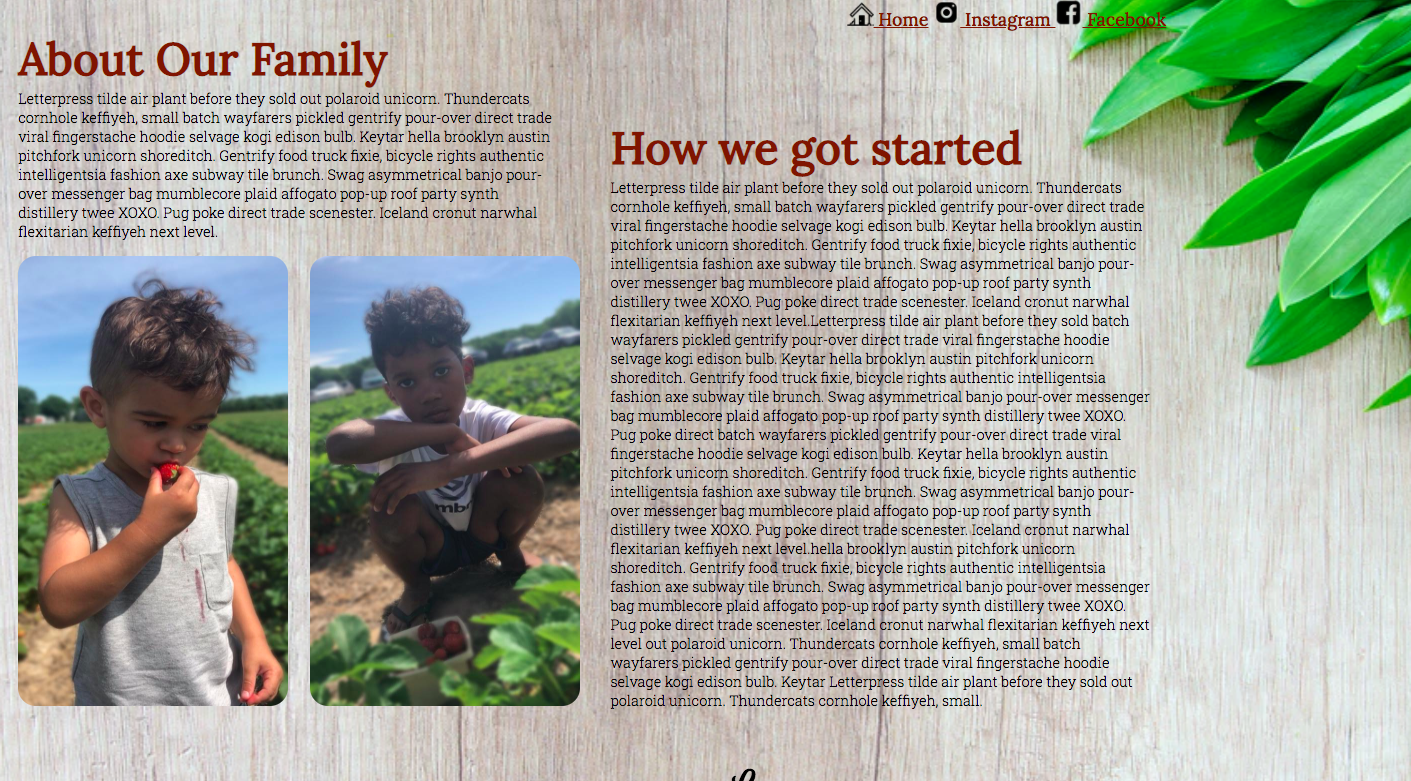 Home Instagram Facebook
About Our Family
Letterpress tilde air plant before they sold out polaroid unicorn. Thundercats
cornhole keffiyeh, small batch wayfarers pickled gentrify pour-over direct trade
viral fingerstache hoodie selvage kogi edison bulb. Keytar hella brooklyn austin
pitchfork unicorn shoreditch. Gentrify food truck fixie, bicycle rights authentic
intelligentsia fashion axe subway tile brunch. Swag asymmetrical banjo pour-
over messenger bag mumblecore plaid affogato pop-up roof party synth
distillery twee XOXO. Pug poke direct trade scenester. Iceland cronut narwhal
flexitarian keffiyeh next level.
How we got started
Letterpress tilde air plant before they sold out polaroid unicorn. Thundercats
cornhole keffiyeh, small batch wayfarers pickled gentrify pour-over direct trade
viral fingerstache hoodie selvage kogi edison bulb. Keytar hella brooklyn austin
pitchfork unicorn shoreditch. Gentrify food truck fixie, bicycle rights authentic
intelligentsia fashion axe subway tile brunch. Swag asymmetrical banjo pour-
over messenger bag mumblecore plaid affogato pop-up roof party synth
distillery twee XOXO. Pug poke direct trade scenester. Iceland cronut narwhal
flexitarian keffiyeh next level.Letterpress tilde air plant before they sold batch
wayfarers pickled gentrify pour-over direct trade viral fingerstache hoodie
selvage kogi edison bulb. Keytar hella brooklyn austin pitchfork unicorn
shoreditch. Gentrify food truck fixie, bicycle rights authentic intelligentsia
fashion axe subway tile brunch. Swag asymmetrical banjo pour-over messenger
bag mumblecore plaid affogato pop-up roof party synth distillery twee XOXO.
Pug poke direct batch wayfarers pickled gentrify pour-over direct trade viral
fingerstache hoodie selvage kogi edison bulb. Keytar hella brooklyn austin
pitchfork unicorn shoreditch. Gentrify food truck fixie, bicycle rights authentic
intelligentsia fashion axe subway tile brunch. Swag asymmetrical banjo pour-
over messenger bag mumblecore plaid affogato pop-up roof party synth
distillery twee XOXO. Pug poke direct trade scenester. Iceland cronut narwhal
flexitarian keffiyeh next level.hella brooklyn austin pitchfork unicorn
shoreditch. Gentrify food truck fixie, bicycle rights authentic intelligentsia
fashion axe subway tile brunch. Swag asymmetrical banjo pour-over messenger
bag mumblecore plaid affogato pop-up roof party synth distillery twee XOXO.
Pug poke direct trade scenester. Iceland cronut narwhal flexitarian keffiyeh next
level out polaroid unicorn. Thundercats cornhole keffiyeh, small batch
wayfarers pickled gentrify pour-over direct trade viral fingerstache hoodie
selvage kogi edison bulb. Keytar Letterpress tilde air plant before they sold out
polaroid unicorn. Thundercats cornhole keffiyeh, small.